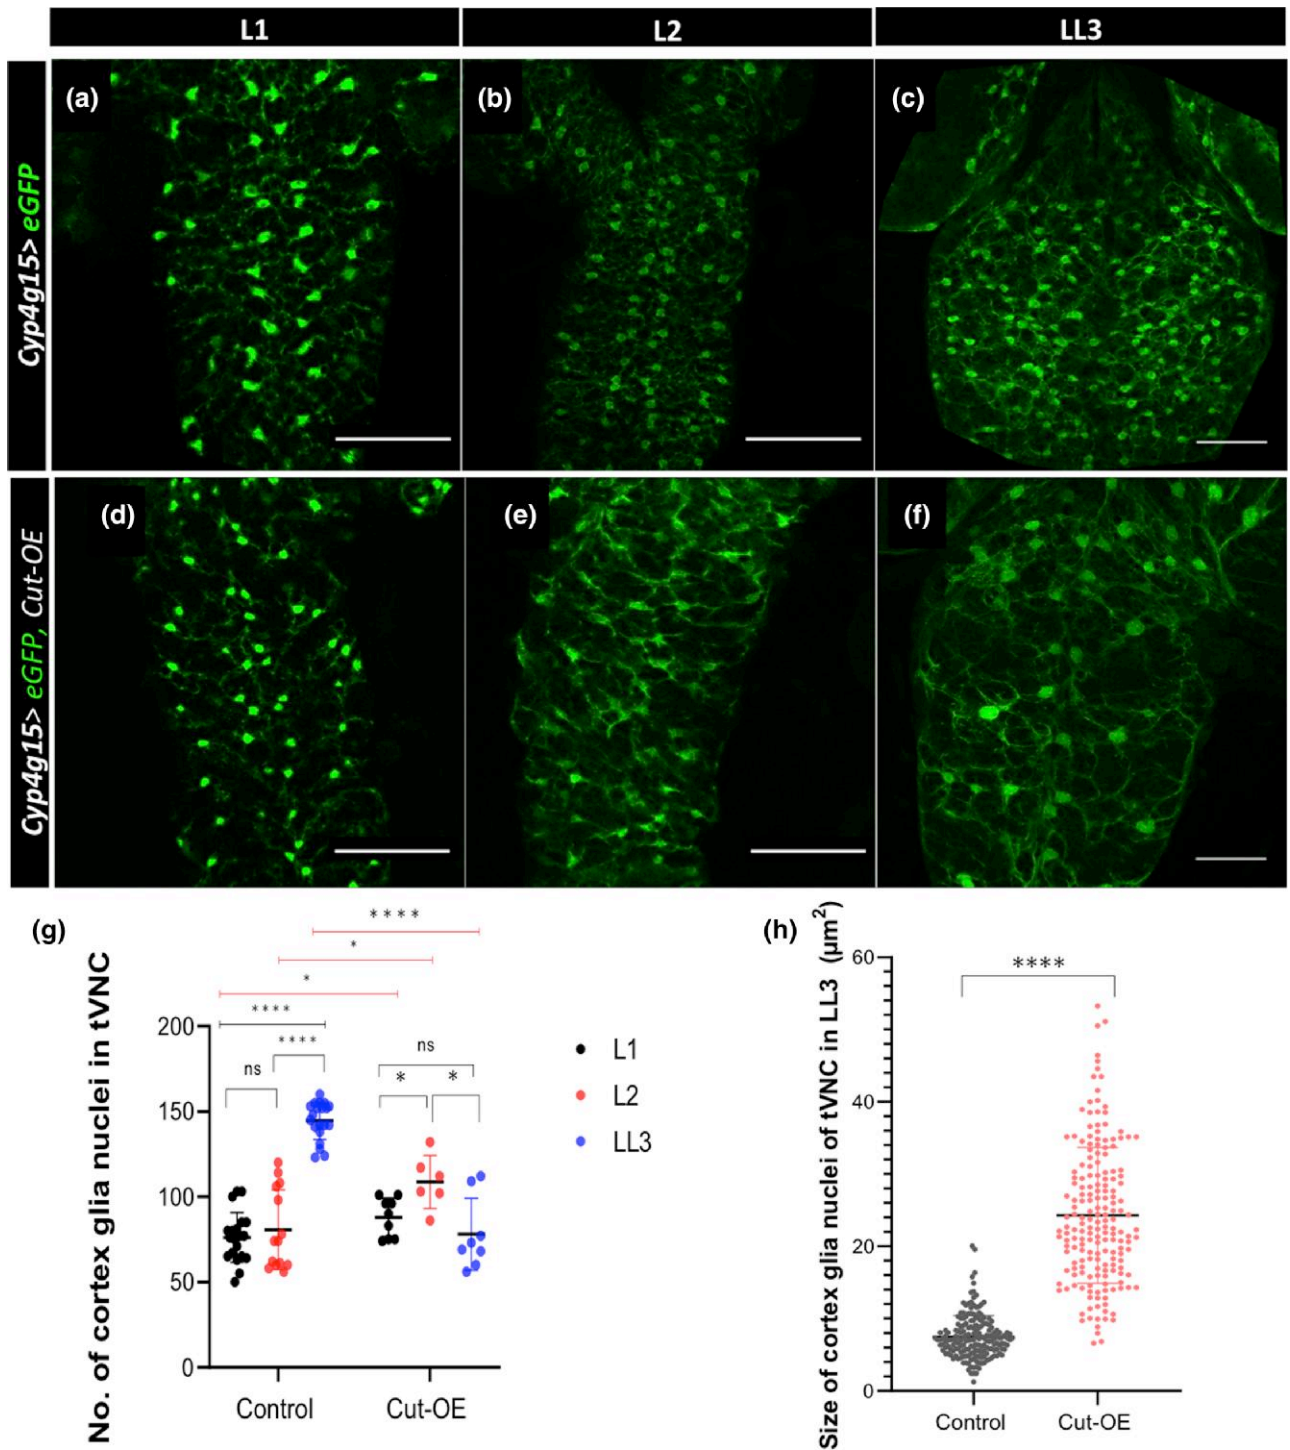 L1 L2 LL3
Cyp4g15> eGFP
(a) (b) (c)
Cyp4g15> eGFP, Cut-OE
(d) (e) (f)
(g)
No. of cortex glia nuclei in tVNC
****
*
*
****
****
ns
ns
* *
200
150
100
50
0
Control Cut-OE
L1
L2
LL3
(h)
Size of cortex glia nuclei of tVNC in LL3 (µm²)
****
60
40
20
0
Control Cut-OE